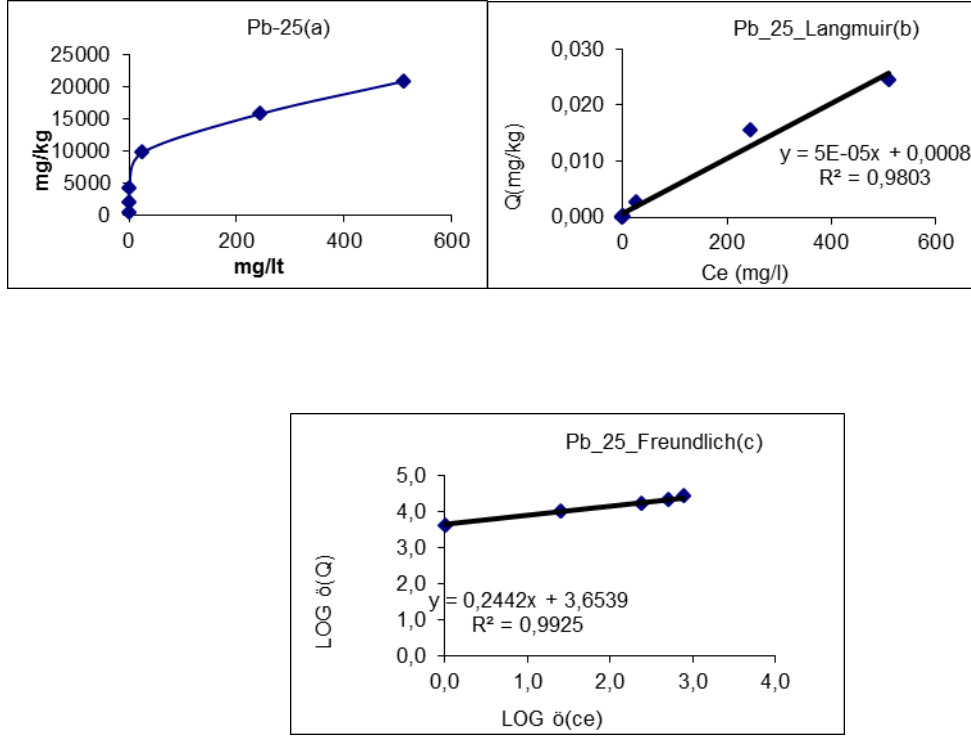 Pb-25(a)
25000
20000
15000
10000
5000
0
mg/kg
0 200 400 600
mg/lt
Pb_25_Langmuir(b)
0,030
0,020
0,010
0,000
Q(mg/kg)
y = 5E-05x + 0,0008
R² = 0,9803
0 200 400 600
Ce (mg/l)
Pb_25_Freundlich(c)
5,0
4,0
3,0
2,0
1,0
0,0
LOG ö(Q)
y = 0,2442x + 3,6539
R² = 0,9925
0,0 1,0 2,0 3,0 4,0
LOG ö(ce)